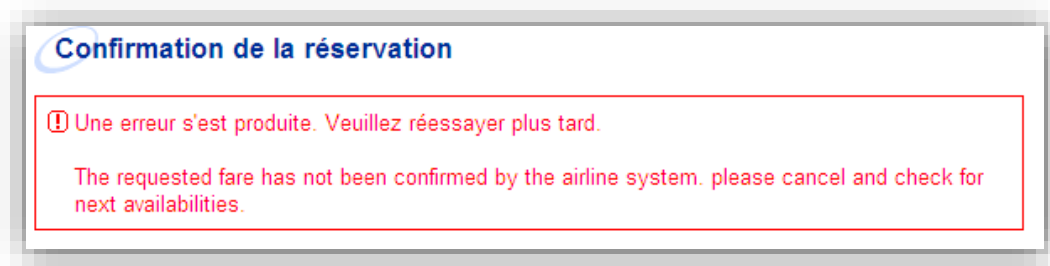 Confirmation de la réservation
Une erreur s'est produite. Veuillez réessayer plus tard.
The requested fare has not been confirmed by the airline system. please cancel and check for
next availabilities.